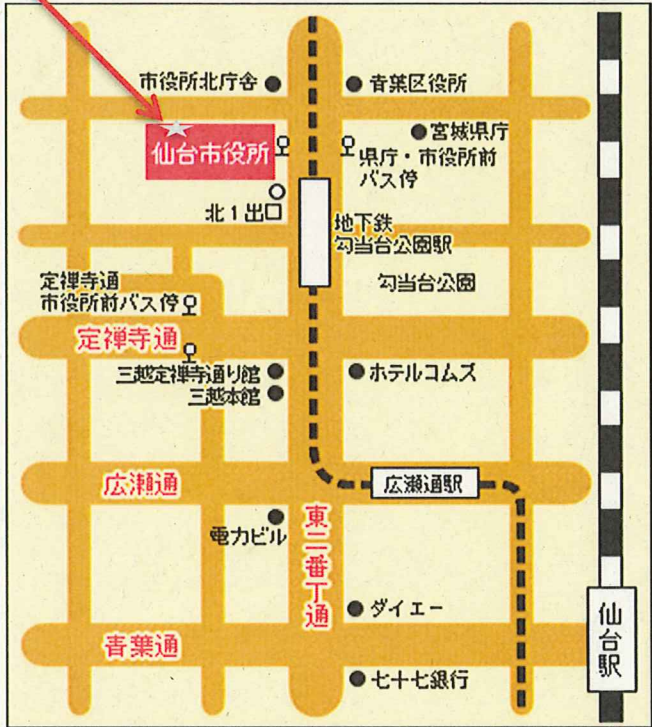 市役所北庁舎
青葉区役所
宮城県庁
仙台市役所
県庁・市役所前
バス停
北1出口
地下鉄
勾当台公園駅
勾当台公園
定禅寺通
市役所前バス停
定禅寺通
三越定禅寺通り館
三越本館
ホテルコムズ
広瀬通
広瀬通駅
電力ビル
東二番丁通
ダイエー
仙台駅
青葉通
七十七銀行